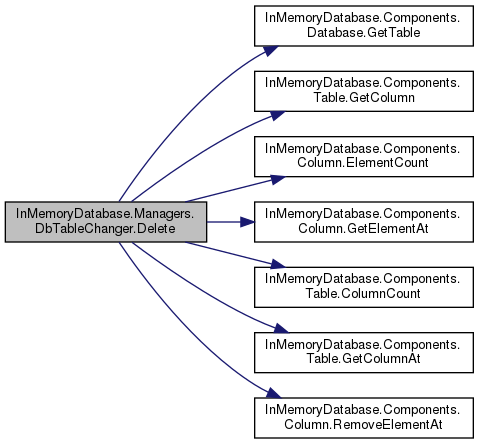 InMemoryDatabase.Components.
Database.GetTable
InMemoryDatabase.Components.
Table.GetColumn
InMemoryDatabase.Components.
Column.ElementCount
InMemoryDatabase.Managers.
DbTableChanger.Delete
InMemoryDatabase.Components.
Column.GetElementAt
InMemoryDatabase.Components.
Table.ColumnCount
InMemoryDatabase.Components.
Table.GetColumnAt
InMemoryDatabase.Components.
Column.RemoveElementAt